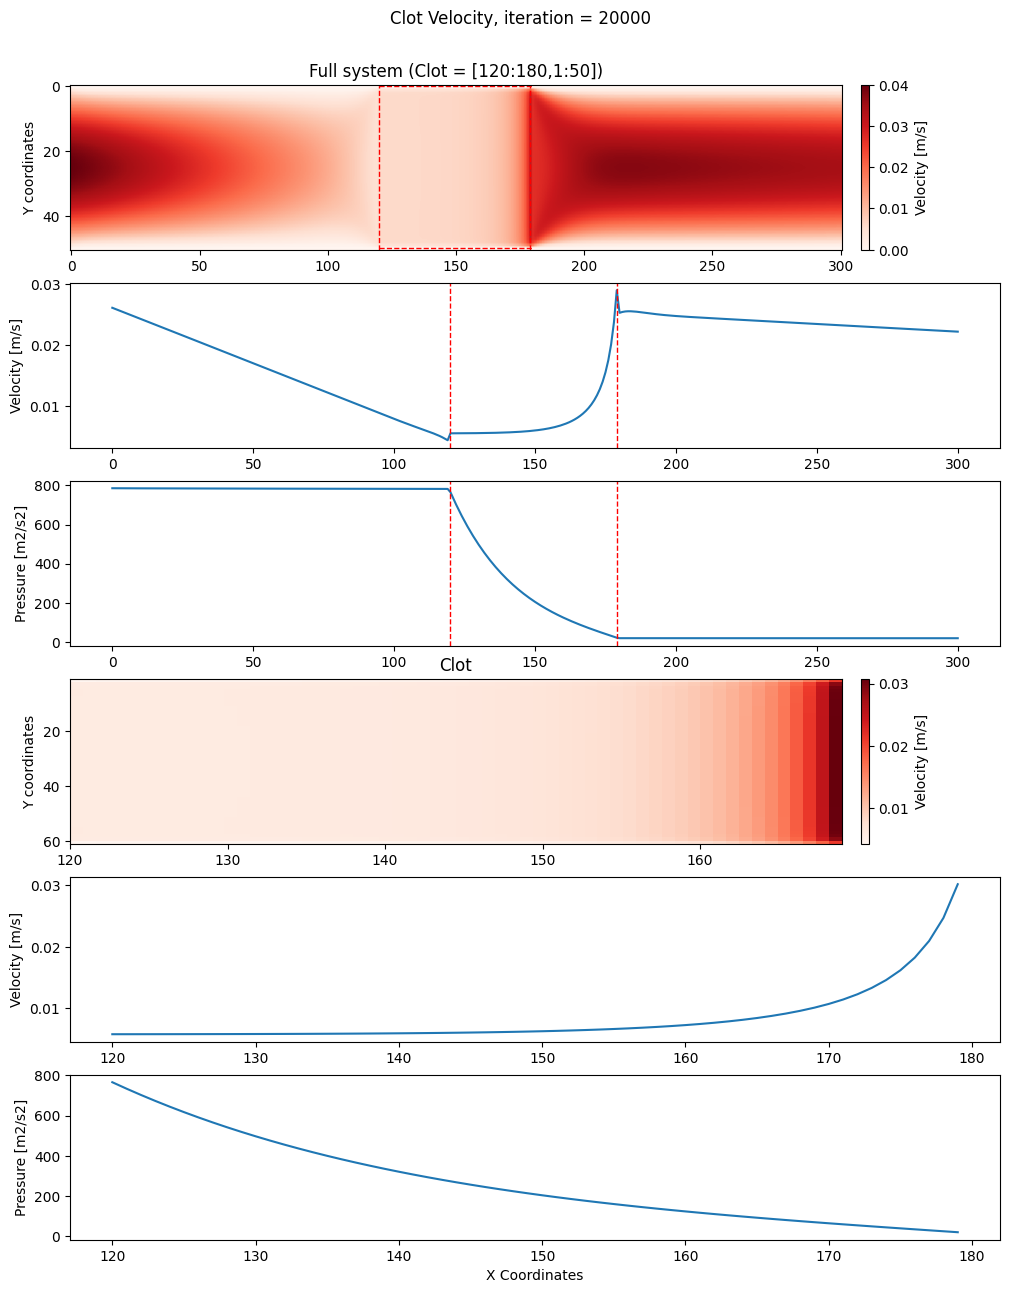 Clot Velocity, iteration = 20000
Full system (Clot = [120:180,1:50])
Y coordinates
0
20
40
0 50 100 150 200 250 300
0.04
0.03
0.02
0.01
0.00
Velocity [m/s]
Velocity [m/s]
0.03
0.02
0.01
0 50 100 150 200 250 300
Pressure [m2/s2]
800
600
400
200
0
0 50 100 150 200 250 300
Clot
Y coordinates
20
40
60
120 130 140 150 160
0.03
0.02
0.01
Velocity [m/s]
Velocity [m/s]
0.03
0.02
0.01
120 130 140 150 160 170 180
Pressure [m2/s2]
800
600
400
200
0
120 130 140 150 160 170 180
X Coordinates